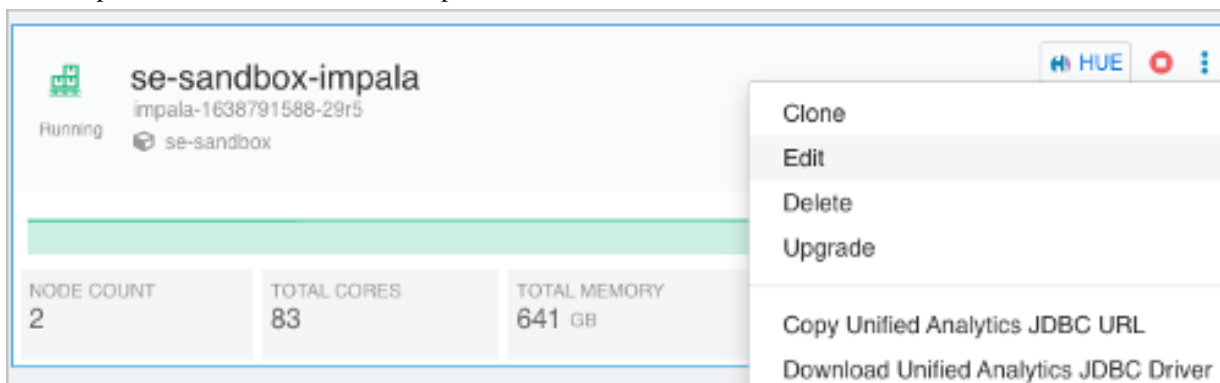 se-sandbox-impala
impala-1638791588-29r5
Running
se-sandbox
HUE
Clone
Edit
Delete
Upgrade
Copy Unified Analytics JDBC URL
Download Unified Analytics JDBC Driver
NODE COUNT
2
TOTAL CORES
83
TOTAL MEMORY
641 GB